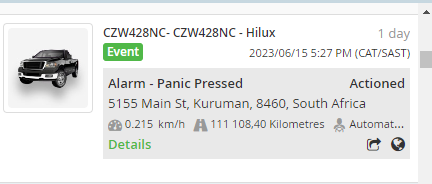 CZW428NC- CZW428NC - Hilux 1 day
Event 2023/06/15 5:27 PM (CAT/SAST)
Alarm - Panic Pressed Actioned
5155 Main St, Kuruman, 8460, South Africa
0.215 km/h 111 108,40 Kilometres Automat...
Details